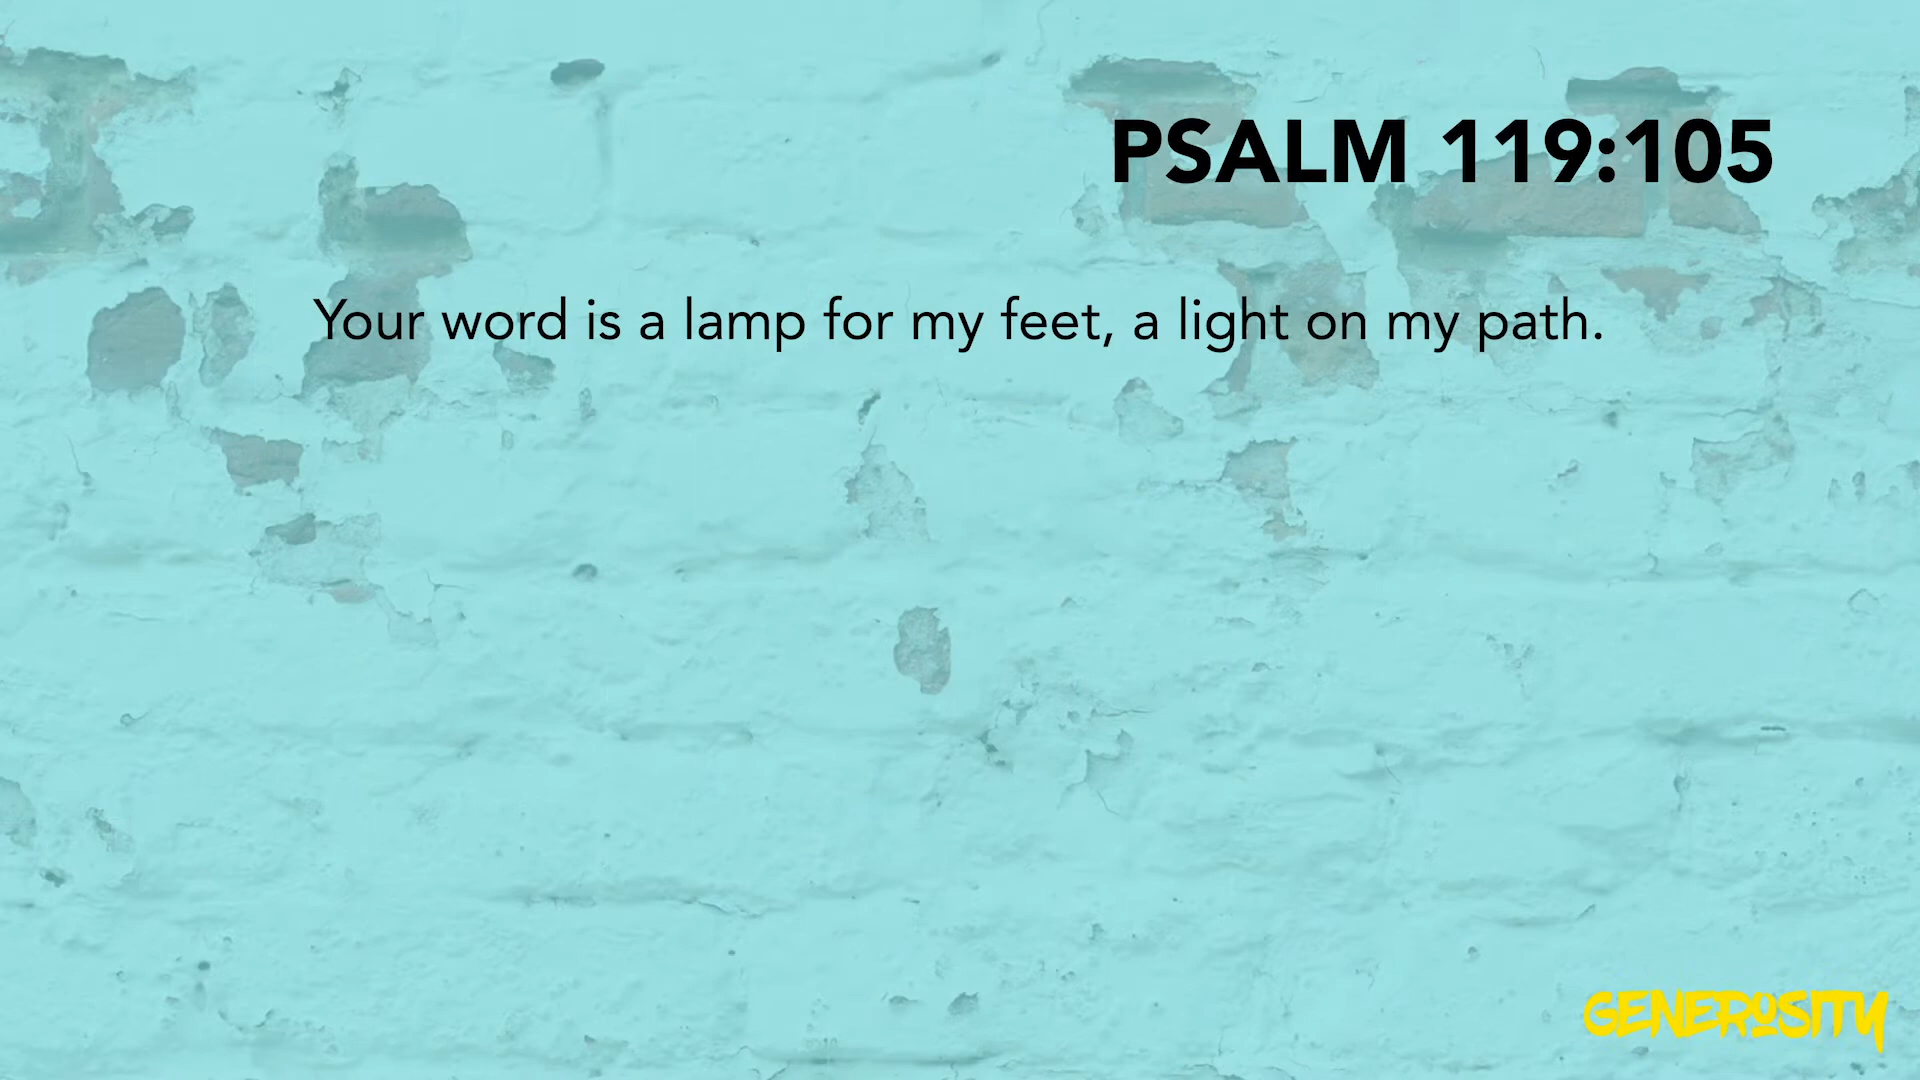 PSALM 119:105
Your word is a lamp for my feet, a light on my path.
GENEROSITY